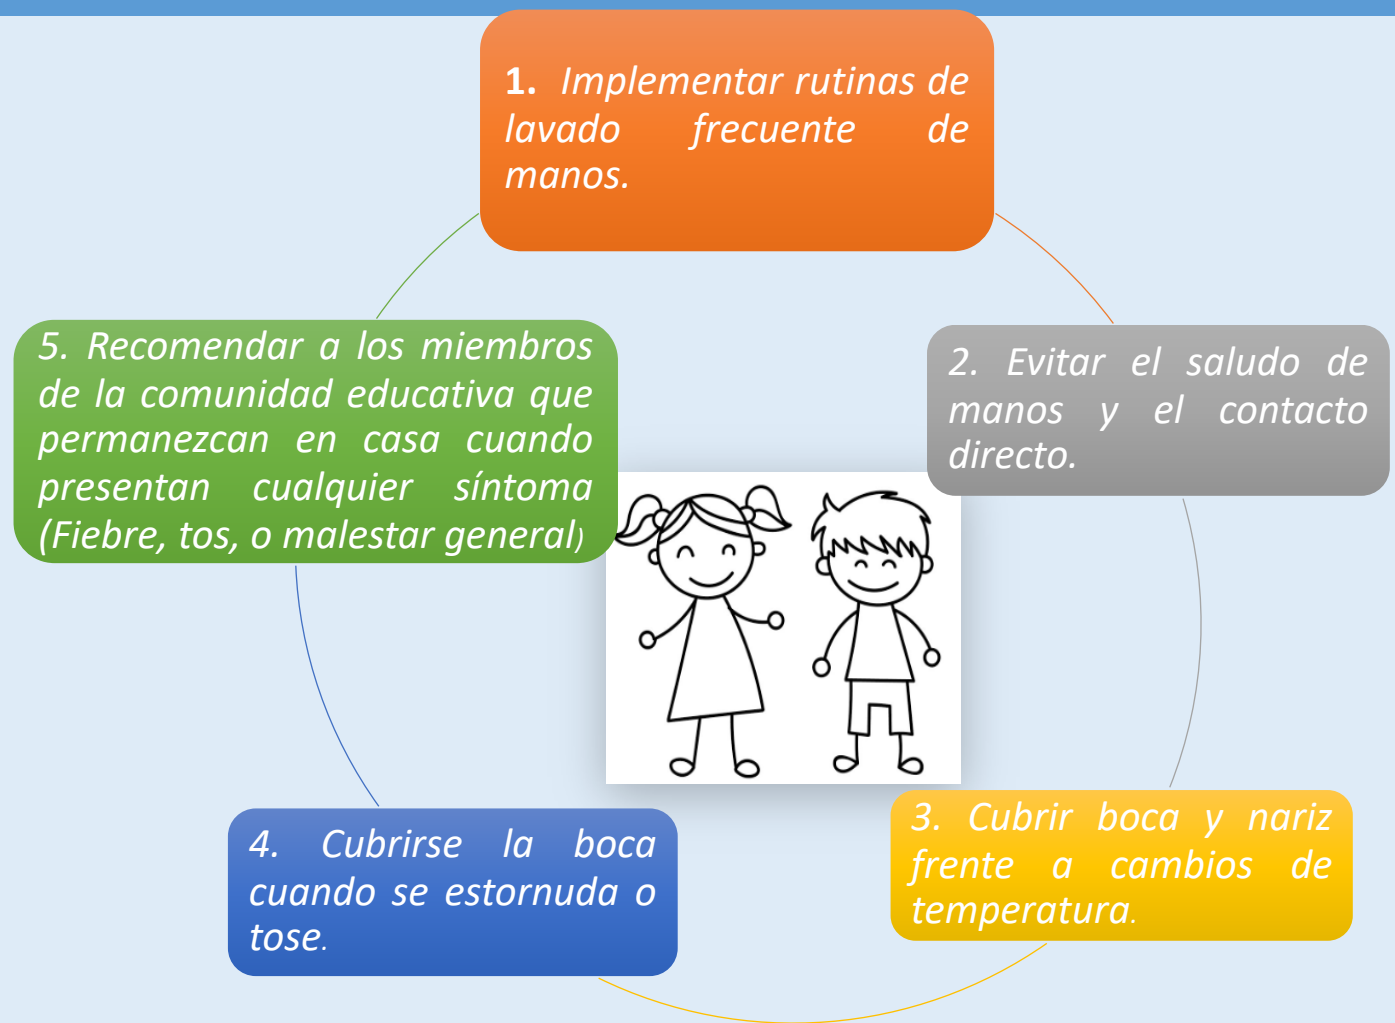 1. Implementar rutinas de
lavado frecuente de
manos.
2. Evitar el saludo de
manos y el contacto
directo.
3. Cubrir boca y nariz
frente a cambios de
temperatura.
4. Cubrirse la boca
cuando se estornuda o
tose.
5. Recomendar a los miembros
de la comunidad educativa que
permanezcan en casa cuando
presentan cualquier síntoma
(Fiebre, tos, o malestar general)